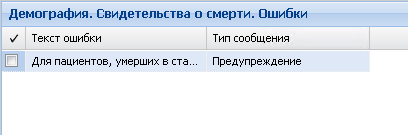 Демография. Свидетельства о смерти. Ошибки
Текст ошибки Тип сообщения
Для пациентов, умерших в ста... Предупреждение